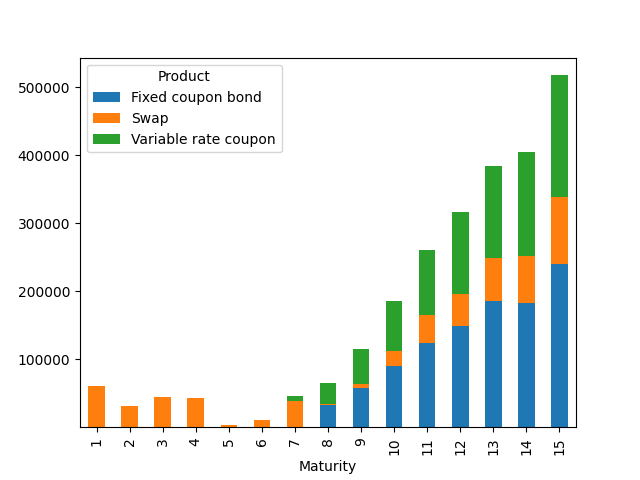 Product
Fixed coupon bond
Swap
Variable rate coupon
500000
400000
300000
200000
100000
1 2 3 4 5 6 7 8 9 10 11 12 13 14 15
Maturity